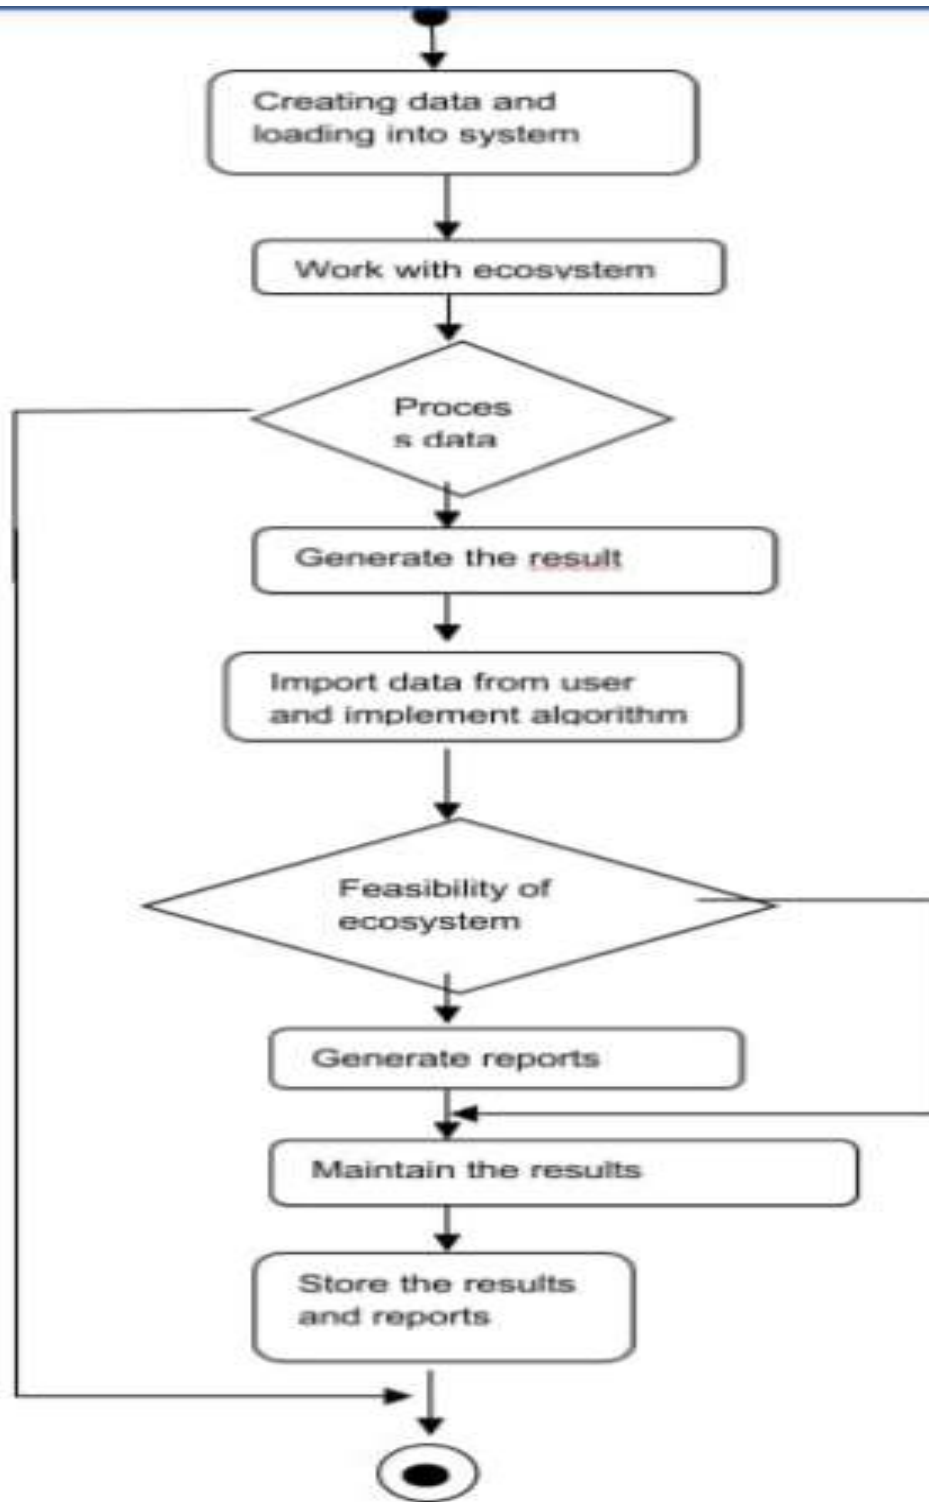 Creating data and
loading into system
Work with ecosystem
Proces
s data
Generate the result
Import data from user
and implement algorithm
Feasibility of
ecosystem
Generate reports
Maintain the results
Store the results
and reports